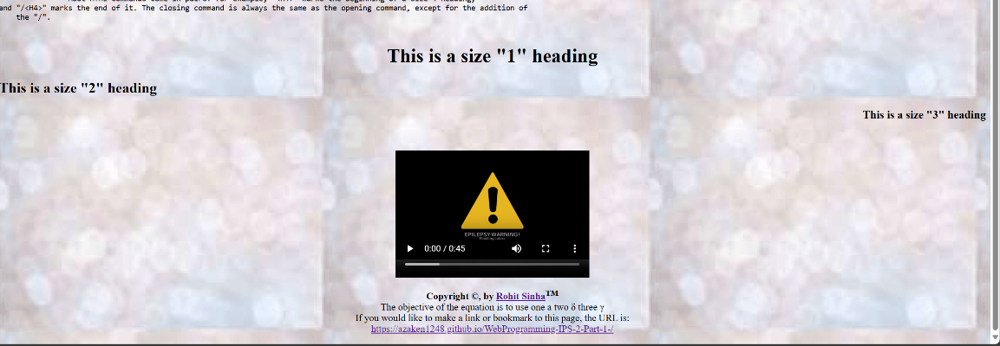 and "/<H4>" marks the end of it. The closing command is always the same as the opening command, except for the addition of
the "/".
This is a size "1" heading
This is a size "2" heading
This is a size "3" heading
EPILEPSY WARNING!
0:00 / 0:45
Copyright ©, by Rohit Sinha™
The objective of the equation is to use one a two δ three γ
If you would like to make a link or bookmark to this page, the URL is:
https://azaken1248.github.io/WebProgramming-IPS-2-Part-1-/